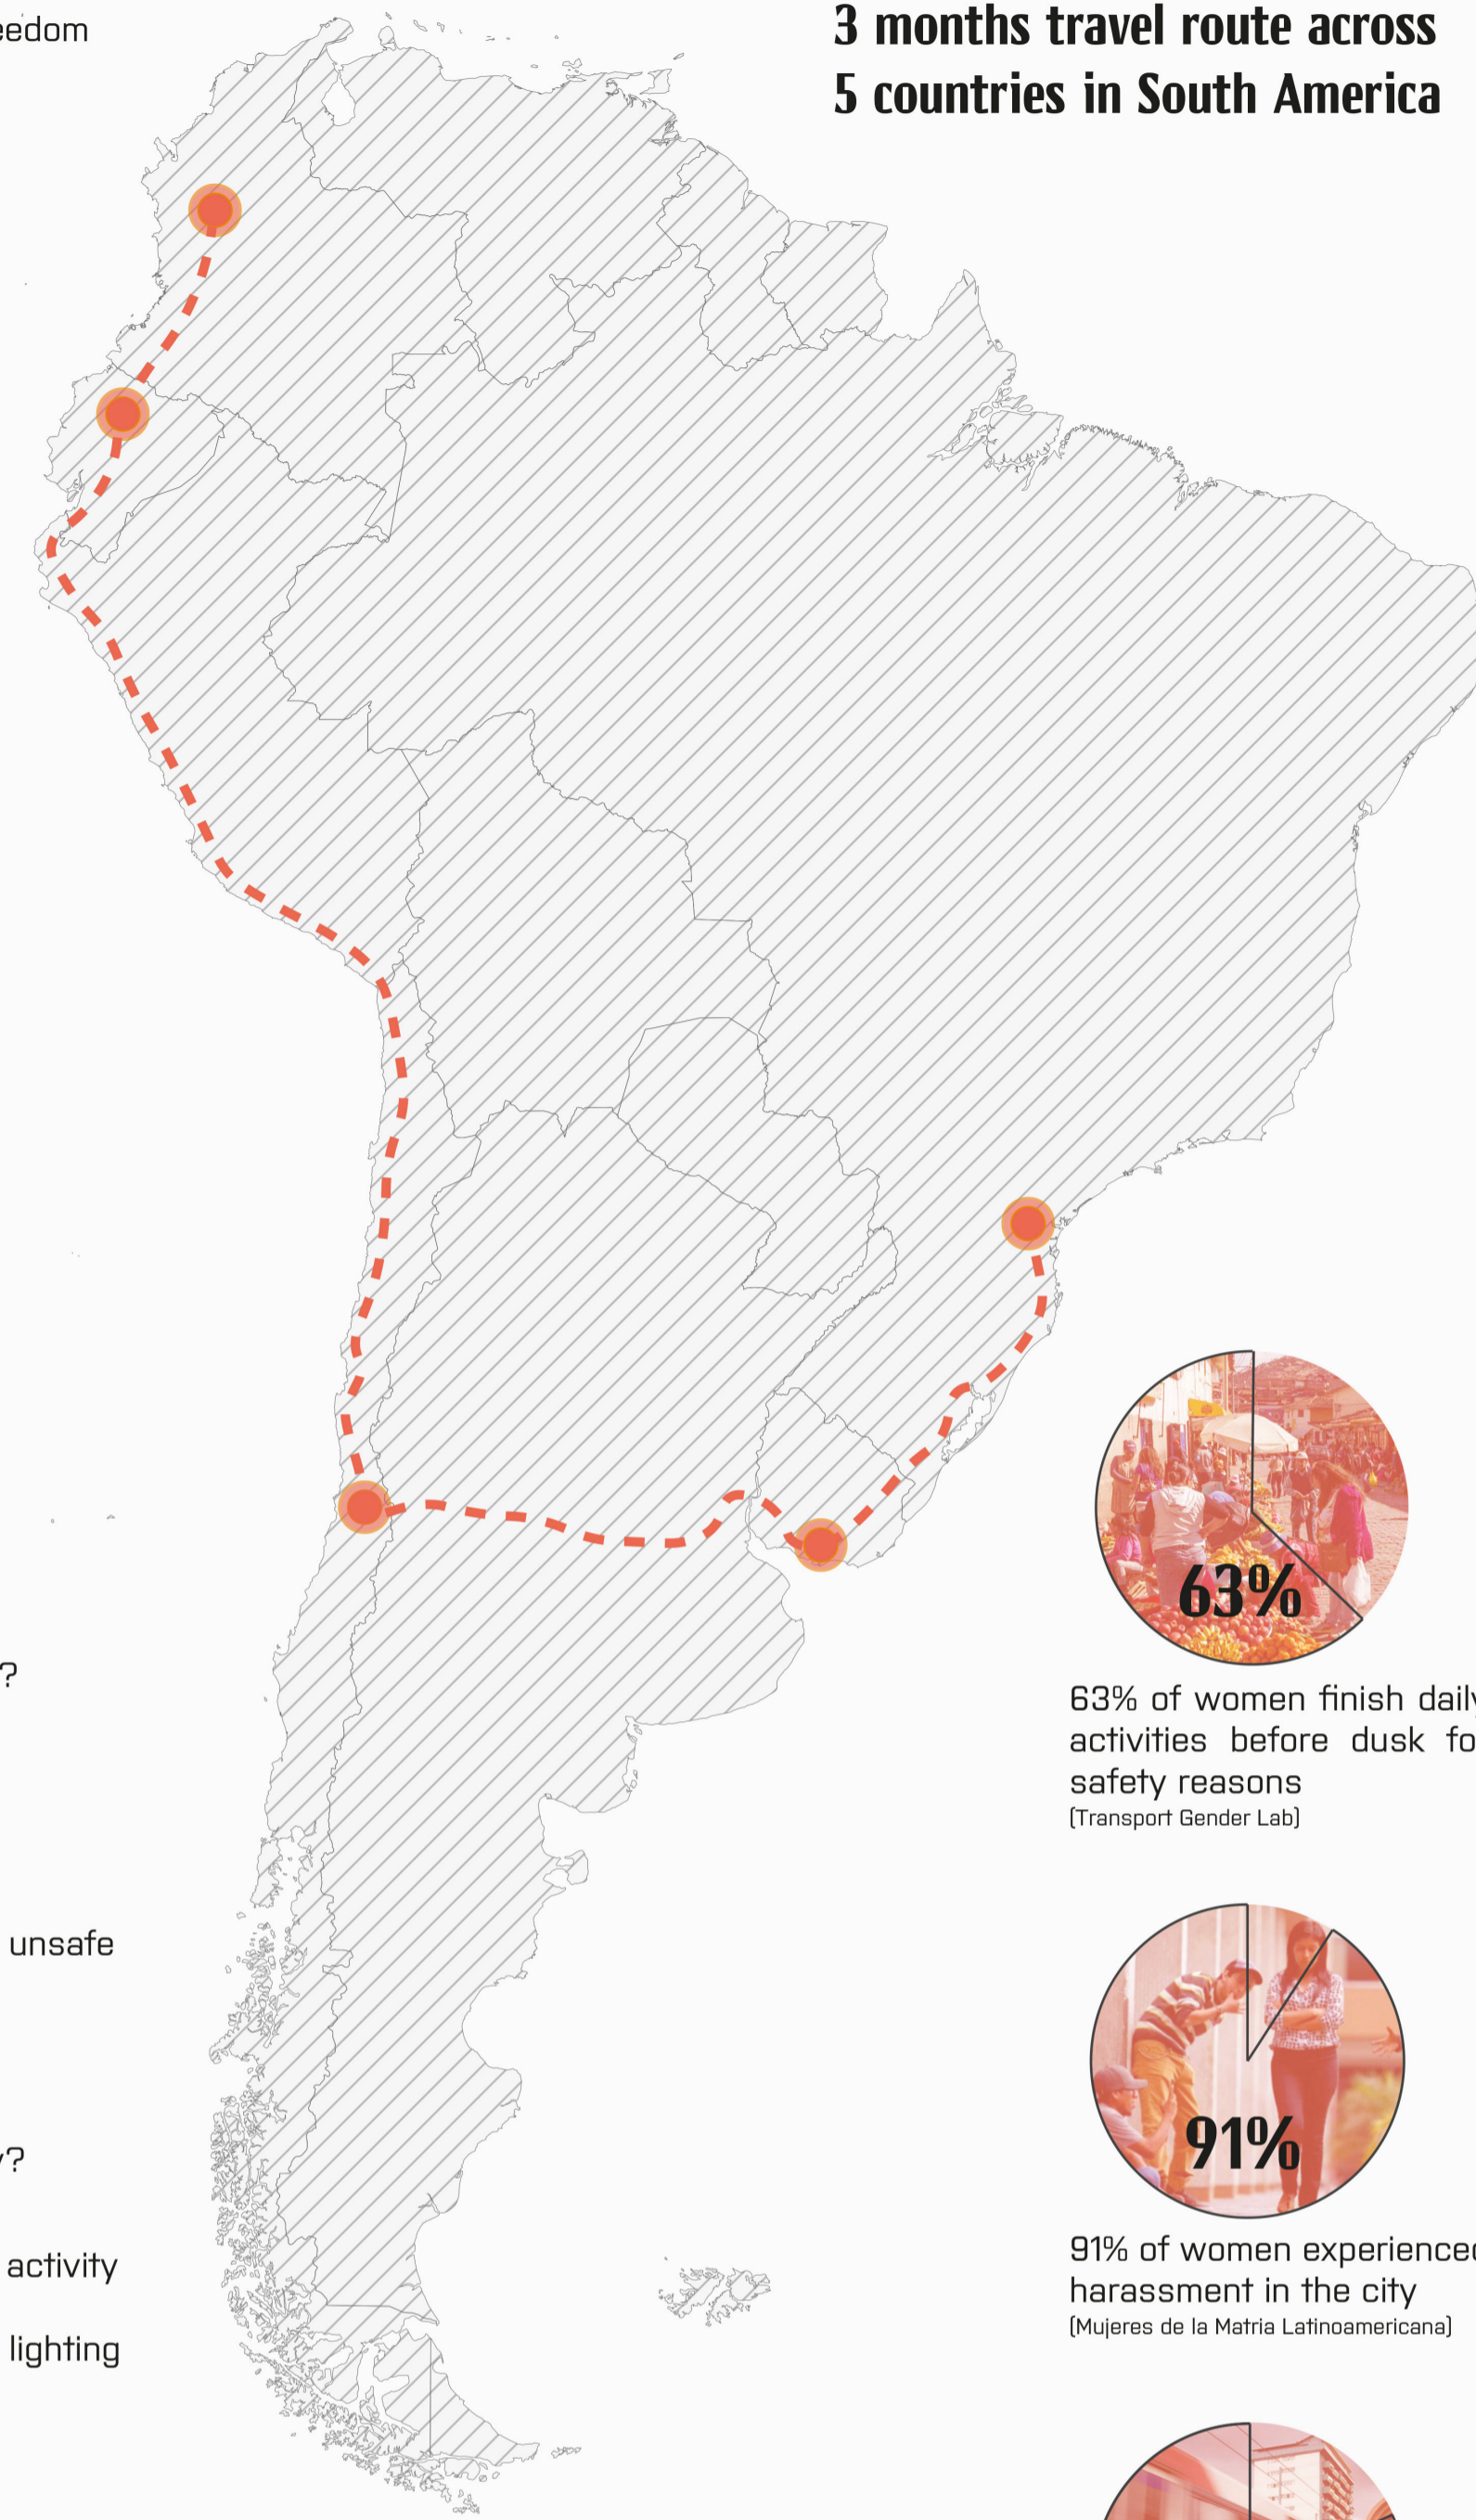 3 months travel route across
5 countries in South America
63%
63% of women finish daily
activities before dusk
safety reasons
(Transport Gender Lab)
unsafe
91%
91% of women experienced
harassment in the city
(Mujeres de la Matria Latinoamericana)
activity
lighting